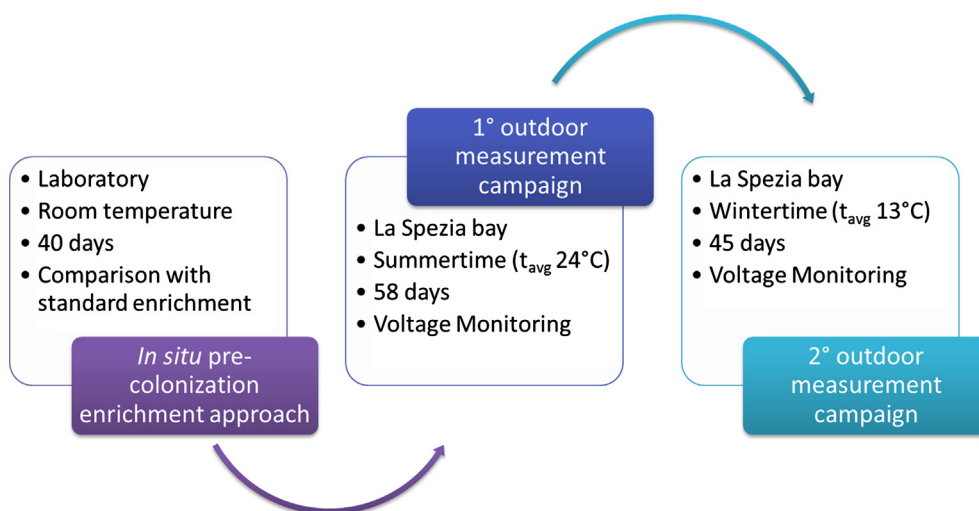 • Laboratory
• Room temperature
• 40 days
• Comparison with
standard enrichment
In situ pre-
colonization
enrichment approach
1° outdoor
measurement
campaign
• La Spezia bay
• Summertime (tavg 24°C)
• 58 days
• Voltage Monitoring
• La Spezia bay
• Wintertime (tavg 13°C)
• 45 days
• Voltage Monitoring
2° outdoor
measurement
campaign